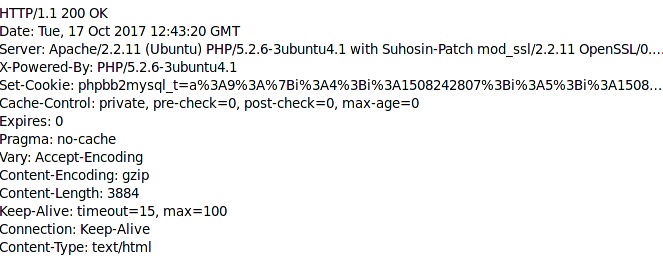 HTTP/1.1 200 OK
Date: Tue, 17 Oct 2017 12:43:20 GMT
Server: Apache/2.2.11 (Ubuntu) PHP/5.2.6-3ubuntu4.1 with Suhosin-Patch mod_ssl/2.2.11 OpenSSL/0....
X-Powered-By: PHP/5.2.6-3ubuntu4.1
Set-Cookie: phpbb2mysql_t=a%3A9%3A%7Bi%3A4%3Bi%3A1508242807%3Bi%3A5%3Bi%3A1508...
Cache-Control: private, pre-check=0, post-check=0, max-age=0
Expires: 0
Pragma: no-cache
Vary: Accept-Encoding
Content-Encoding: gzip
Content-Length: 3884
Keep-Alive: timeout=15, max=100
Connection: Keep-Alive
Content-Type: text/html